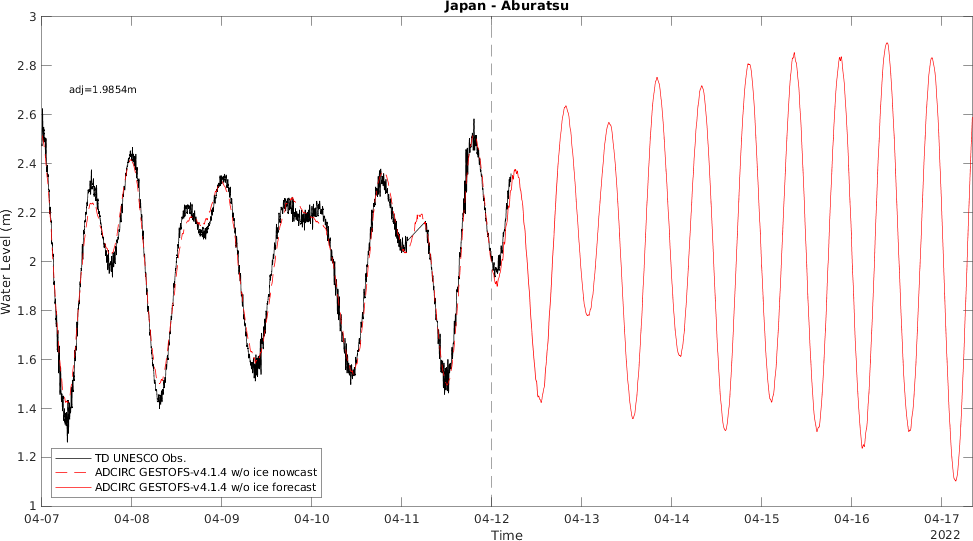 Japan - Aburatsu
3
2.8
2.6
2.4
2.2
2
1.8
1.6
1.4
1.2
1
Water Level (m)
adj=1.9854m
TD UNESCO Obs.
ADCIRC GESTOFS-v4.1.4 w/o ice nowcast
ADCIRC GESTOFS-v4.1.4 w/o ice forecast
04-07 04-08 04-09 04-10 04-11 04-12 04-13 04-14 04-15 04-16 04-17
2022
Time